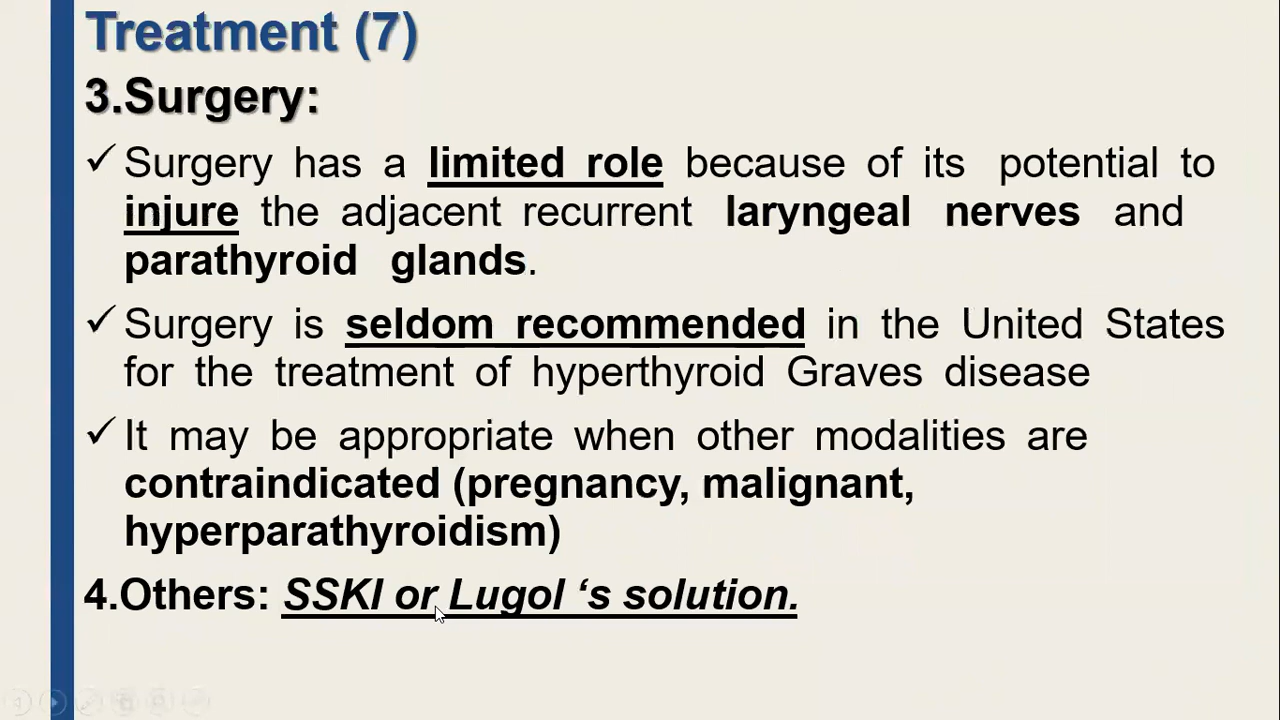 Treatment (7)
3.Surgery:
✓ Surgery has a limited role because of its potential to
injure the adjacent recurrent laryngeal nerves and
parathyroid glands.
✓ Surgery is seldom recommended in the United States
for the treatment of hyperthyroid Graves disease
✓ It may be appropriate when other modalities are
contraindicated (pregnancy, malignant,
hyperparathyroidism)
4.Others: SSKI or Lugol ‘s solution.